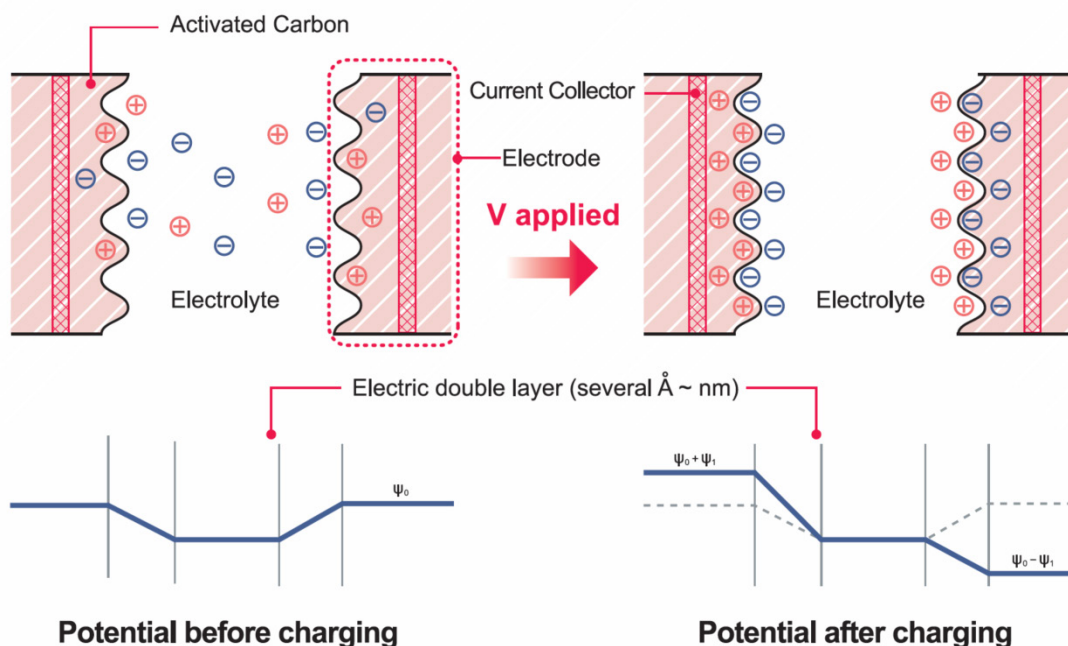 Activated Carbon
Current Collector
Electrode
V applied
Electrolyte
Electrolyte
Electric double layer (several Å ~ nm)
Ψ₀
Ψ₀ + Ψ₁
Ψ₀ − Ψ₁
Potential before charging
Potential after charging